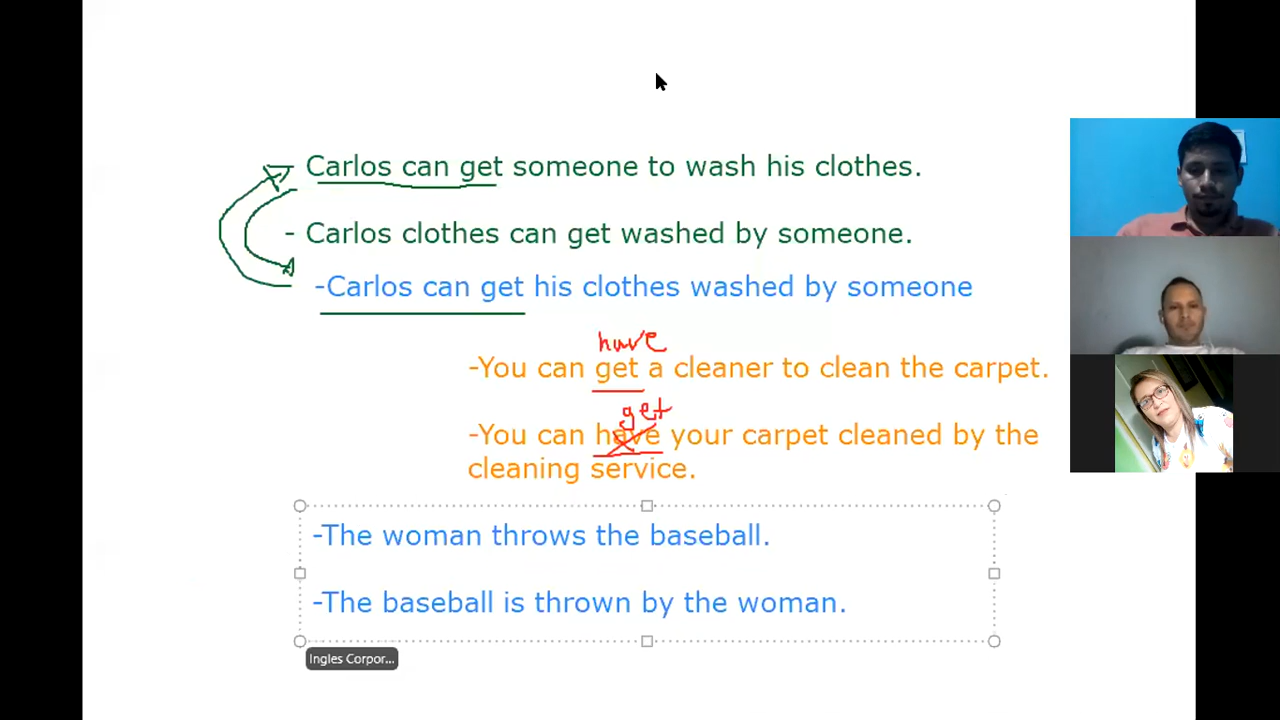 Carlos can get someone to wash his clothes.
- Carlos clothes can get washed by someone.
-Carlos can get his clothes washed by someone
have
-You can get a cleaner to clean the carpet.
get
-You can have your carpet cleaned by the
cleaning service.
-The woman throws the baseball.
-The baseball is thrown by the woman.
Ingles Corpor...